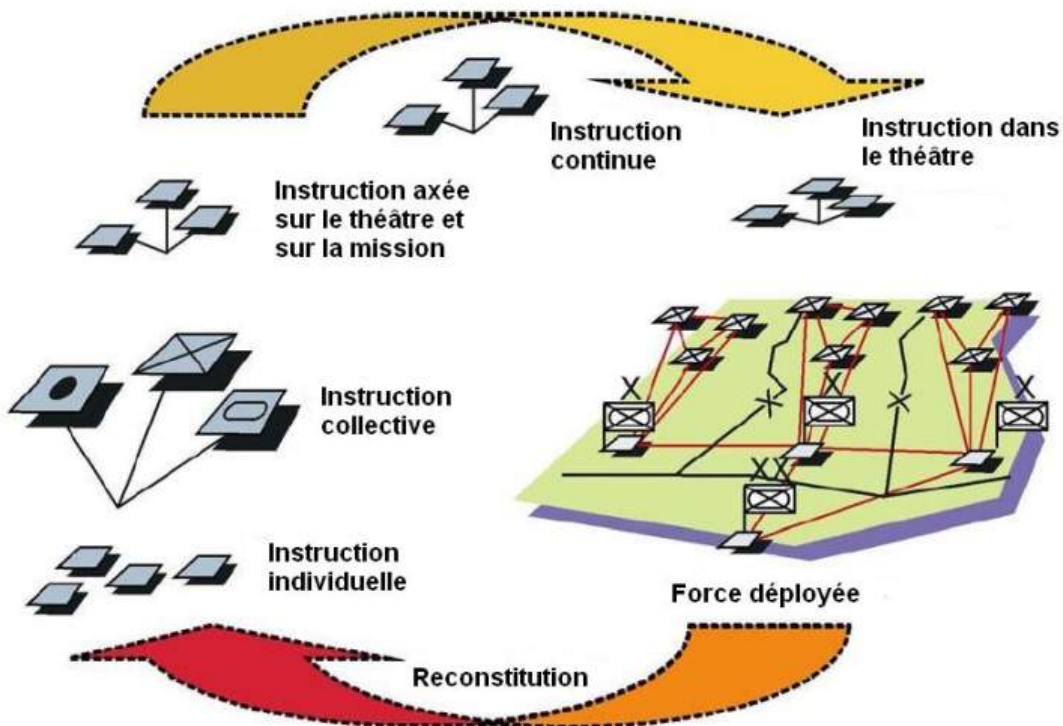 Instruction
continue
Instruction dans
le théâtre
Instruction axée
sur le théâtre et
sur la mission
Instruction
collective
X
X
X
X
X
XX
Instruction
individuelle
Force déployée
Reconstitution